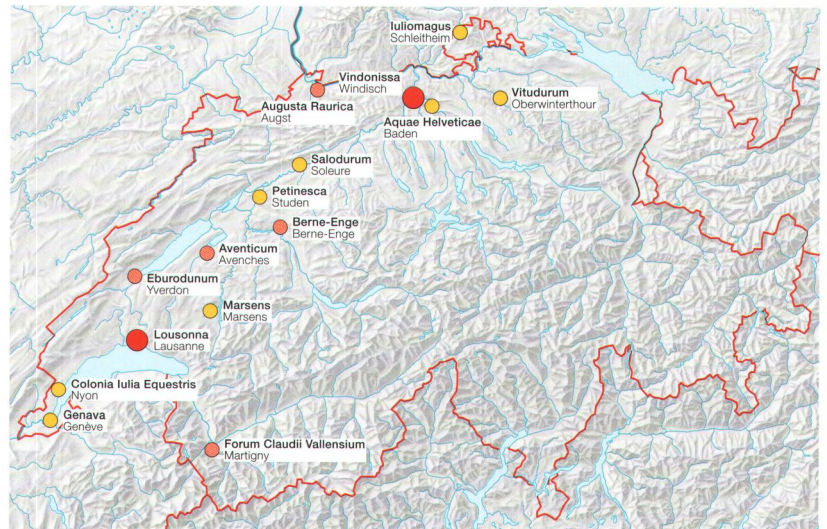 Iuliomagus
Schleitheim
Vindonissa
Windisch
Augusta Raurica
Augst
Vitudurum
Oberwinterthour
Aquae Helveticae
Baden
Salodurum
Soleure
Petinesca
Studen
Berne-Enge
Berne-Enge
Aventicum
Avenches
Eburodunum
Yverdon
Marsens
Marsens
Lousonna
Lausanne
Colonia Iulia Equestris
Nyon
Genava
Genève
Forum Claudii Vallensium
Martigny